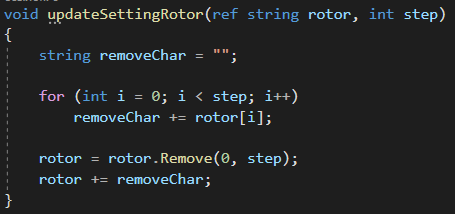 void updateSettingRotor(ref string rotor, int step)
{
    string removeChar = "";
    for (int i = 0; i < step; i++)
        removeChar += rotor[i];
    rotor = rotor.Remove(0, step);
    rotor += removeChar;
}